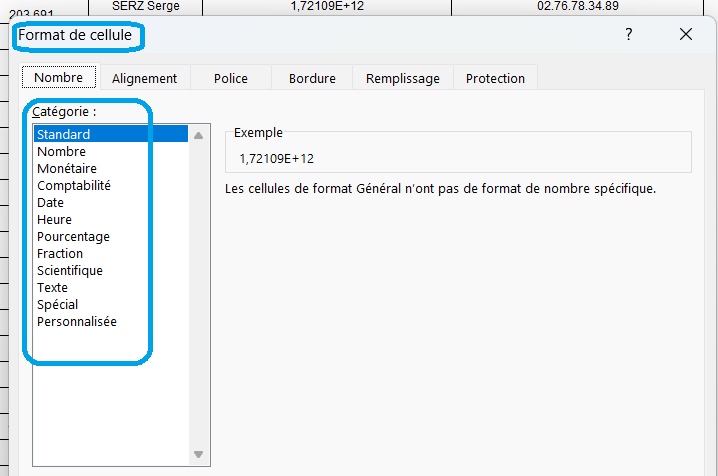 203.691 SERZ Serge 1,72109E+12 02.76.78.34.89
Format de cellule ? ✕
Nombre Alignement Police Bordure Remplissage Protection
Catégorie :
Standard
Nombre
Monétaire
Comptabilité
Date
Heure
Pourcentage
Fraction
Scientifique
Texte
Spécial
Personnalisée
Exemple
1,72109E+12
Les cellules de format Général n'ont pas de format de nombre spécifique.